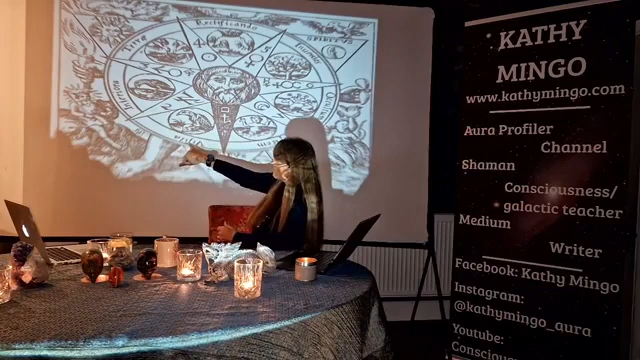 Rectificando
KATHY
MINGO
www.kathymingo.com
Aura Profiler
Channel
Shaman
Consciousness/
galactic teacher
Medium
Writer
Facebook: Kathy Mingo
Instagram:
@kathymingo_aura
Youtube: